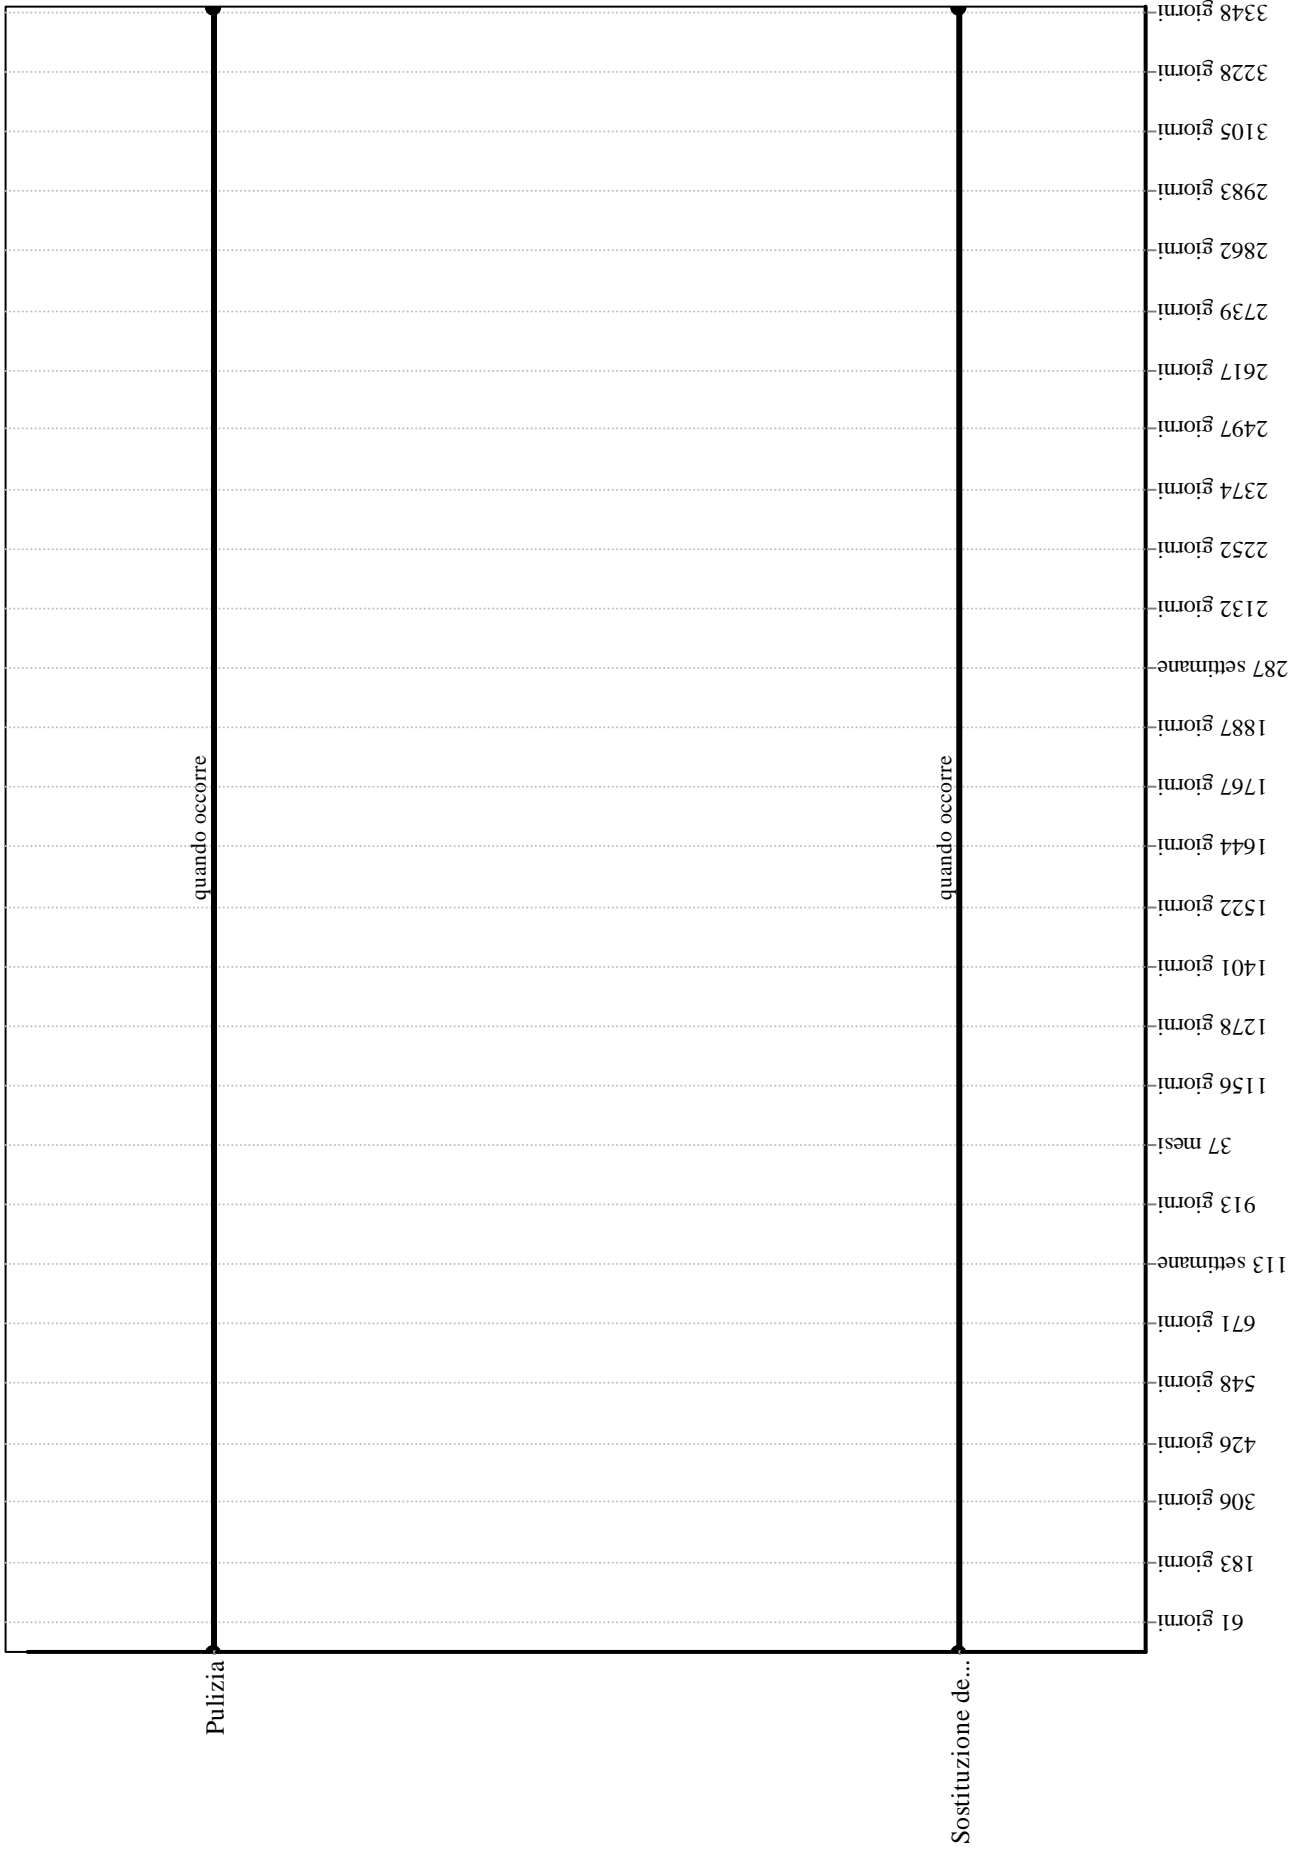 3348 giorni
3228 giorni
3105 giorni
2983 giorni
2862 giorni
2739 giorni
2617 giorni
2497 giorni
2374 giorni
2252 giorni
2132 giorni
287 settimane
1887 giorni
1767 giorni
1644 giorni
1522 giorni
1401 giorni
1278 giorni
1156 giorni
37 mesi
913 giorni
113 settimane
671 giorni
548 giorni
426 giorni
306 giorni
183 giorni
61 giorni
quando occorre
quando occorre
Pulizia
Sostituzione de...